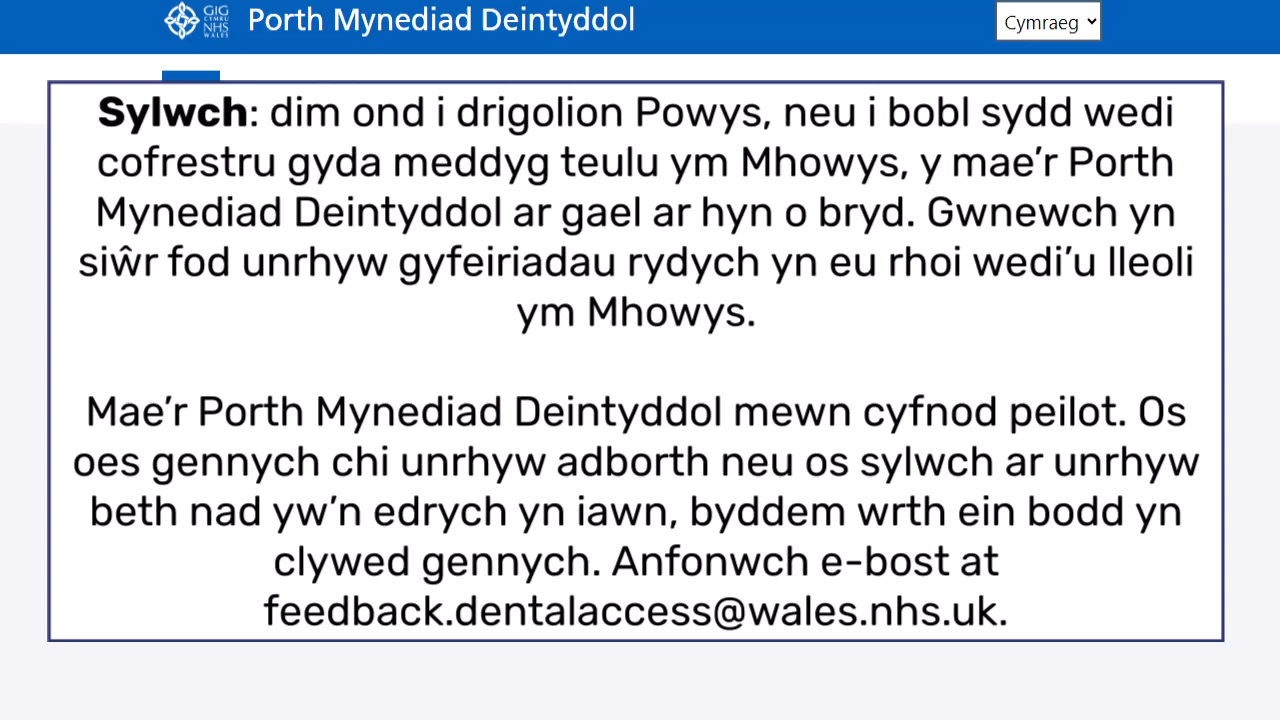 GIG
CYMRU
NHS
WALES
Porth Mynediad Deintyddol
Cymraeg
Sylwch: dim ond i drigolion Powys, neu i bobl sydd wedi
cofrestru gyda meddyg teulu ym Mhowys, y mae’r Porth
Mynediad Deintyddol ar gael ar hyn o bryd. Gwnewch yn
siŵr fod unrhyw gyfeiriadau rydych yn eu rhoi wedi’u lleoli
ym Mhowys.
Mae’r Porth Mynediad Deintyddol mewn cyfnod peilot. Os
oes gennych chi unrhyw adborth neu os sylwch ar unrhyw
beth nad yw’n edrych yn iawn, byddem wrth ein bodd yn
clywed gennych. Anfonwch e-bost at
feedback.dentalaccess@wales.nhs.uk.